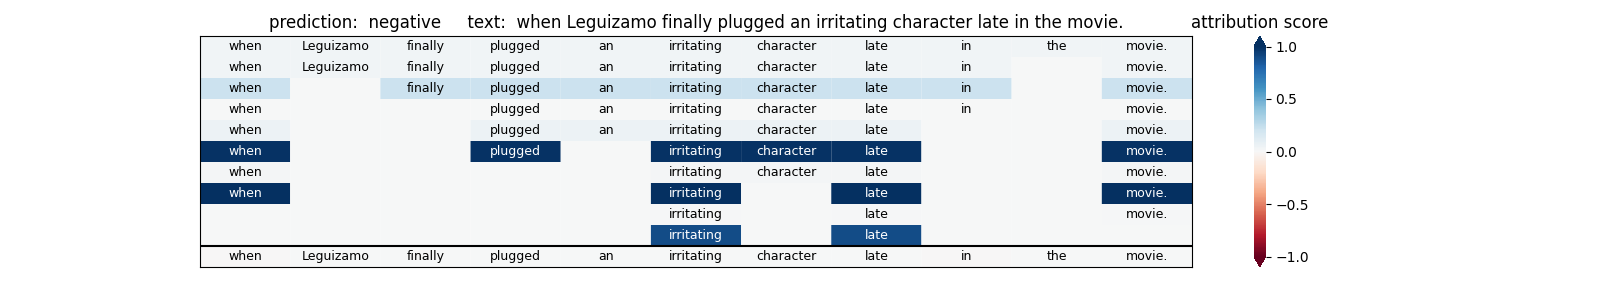 prediction:  negative     text:  when Leguizamo finally plugged an irritating character late in the movie.
attribution score
when Leguizamo finally plugged an irritating character late in the movie.
when Leguizamo finally plugged an irritating character late in movie.
when finally plugged an irritating character late in movie.
when plugged an irritating character late in movie.
when plugged an irritating character late movie.
when plugged irritating character late movie.
when irritating character late movie.
when irritating late movie.
irritating late movie.
irritating late
when Leguizamo finally plugged an irritating character late in the movie.
1.0
0.5
0.0
−0.5
−1.0